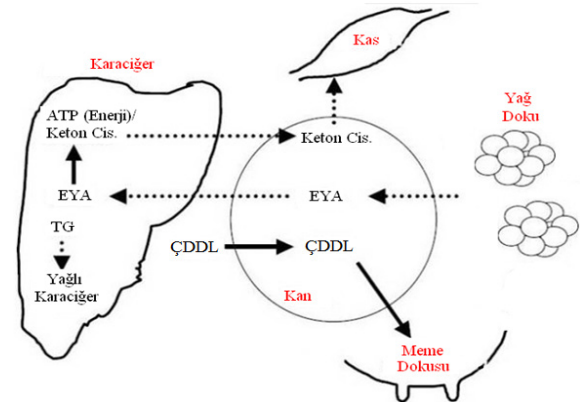 Karaciğer
ATP (Enerji)/
Keton Cis.
EYA
TG
Yağlı
Karaciğer
ÇDDL
Kas
Keton Cis.
EYA
ÇDDL
Kan
Yağ
Doku
Meme
Dokusu